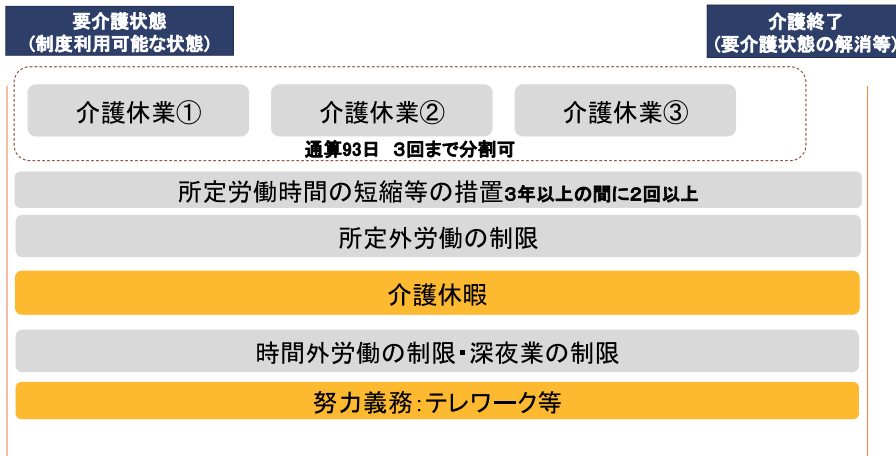 要介護状態
(制度利用可能な状態)
介護終了
(要介護状態の解消等)
介護休業①
介護休業②
介護休業③
通算93日 3回まで分割可
所定労働時間の短縮等の措置3年以上の間に2回以上
所定外労働の制限
介護休暇
時間外労働の制限・深夜業の制限
努力義務:テレワーク等